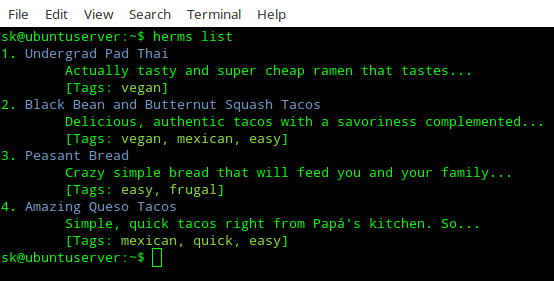 File Edit View Search Terminal Help
sk@ubuntuserver:~$ herms list
1. Undergrad Pad Thai
Actually tasty and super cheap ramen that tastes...
[Tags: vegan]
2. Black Bean and Butternut Squash Tacos
Delicious, authentic tacos with a savoriness complemented...
[Tags: vegan, mexican, easy]
3. Peasant Bread
Crazy simple bread that will feed you and your family...
[Tags: easy, frugal]
4. Amazing Queso Tacos
Simple, quick tacos right from Papá's kitchen. So...
[Tags: mexican, quick, easy]
sk@ubuntuserver:~$